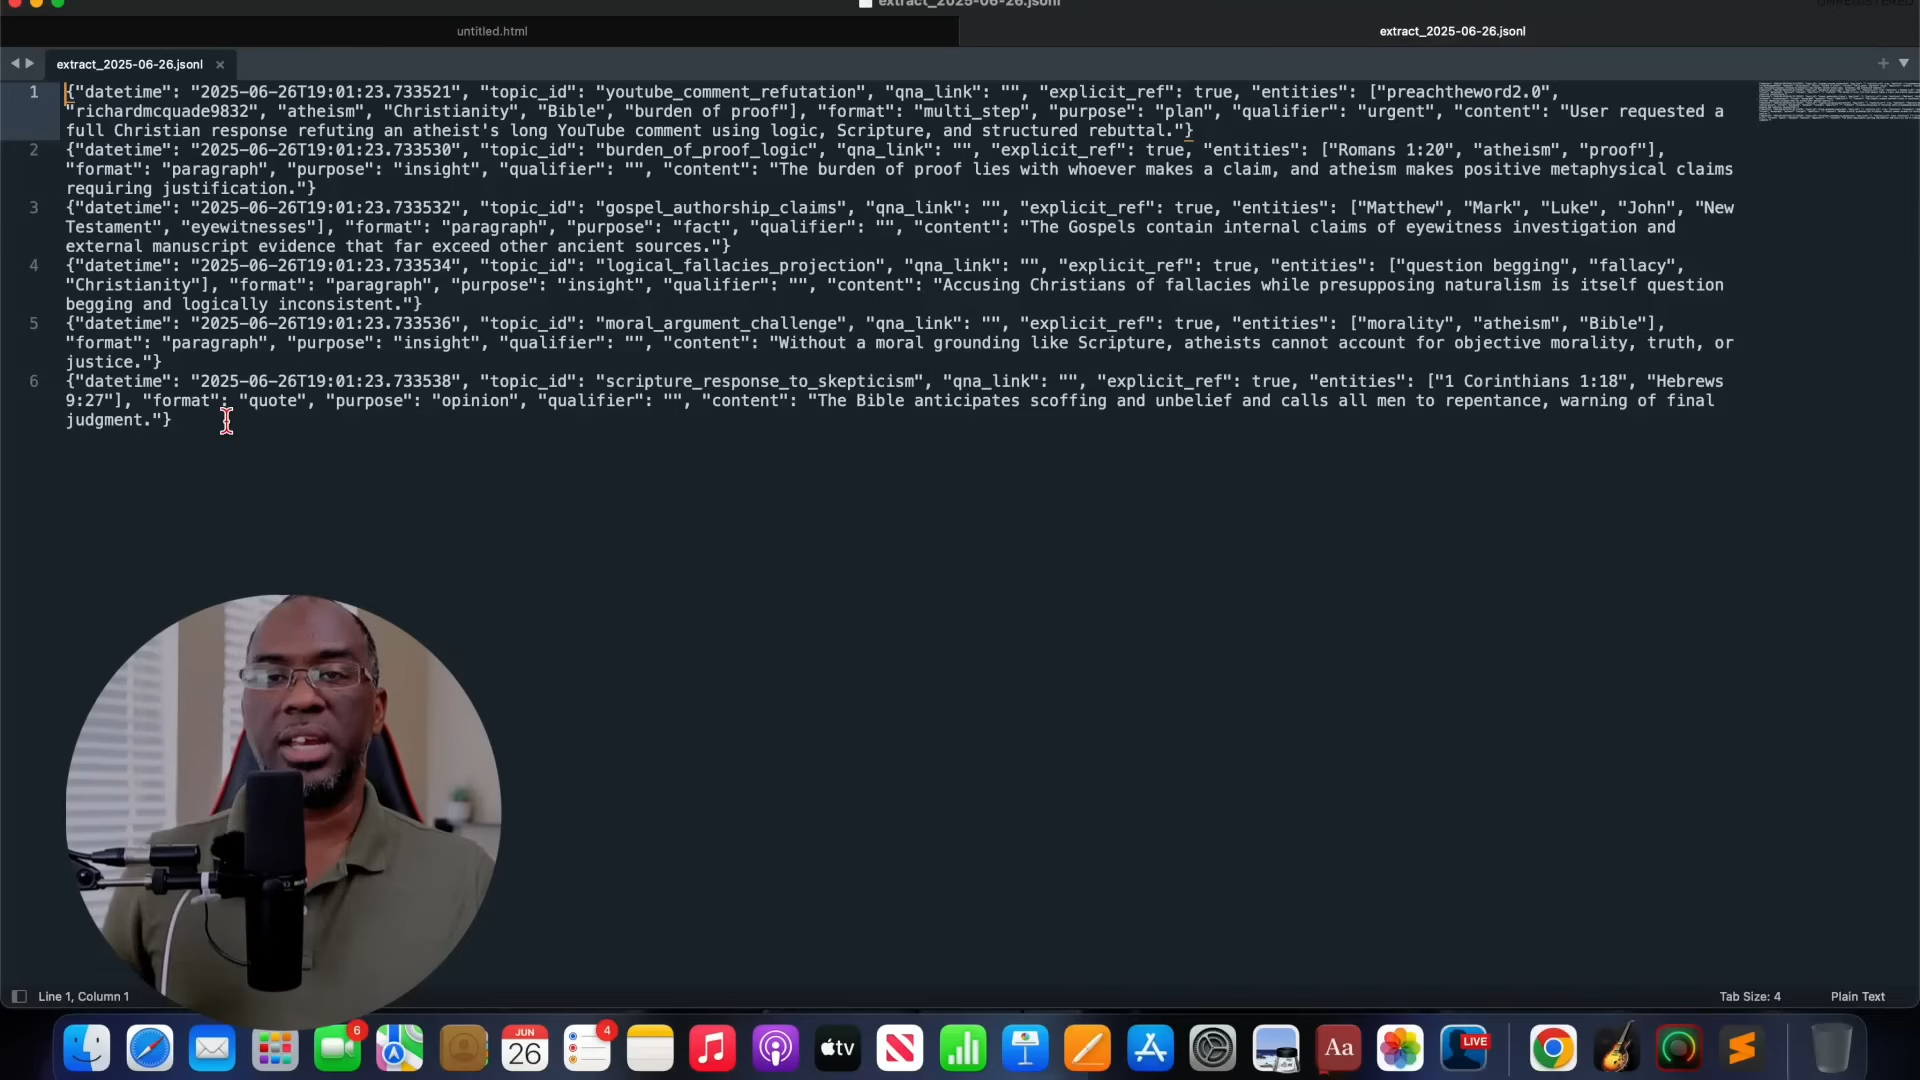 extract_2025-06-26.jsonl
UNREGISTERED
untitled.html
extract_2025-06-26.jsonl
extract_2025-06-26.jsonl
1 {"datetime": "2025-06-26T19:01:23.733521", "topic_id": "youtube_comment_refutation", "qna_link": "", "explicit_ref": true, "entities": ["preachtheword2.0",
"richardmcquade9832", "atheism", "Christianity", "Bible", "burden of proof"], "format": "multi_step", "purpose": "plan", "qualifier": "urgent", "content": "User requested a
full Christian response refuting an atheist's long YouTube comment using logic, Scripture, and structured rebuttal."}
2 {"datetime": "2025-06-26T19:01:23.733530", "topic_id": "burden_of_proof_logic", "qna_link": "", "explicit_ref": true, "entities": ["Romans 1:20", "atheism", "proof"],
"format": "paragraph", "purpose": "insight", "qualifier": "", "content": "The burden of proof lies with whoever makes a claim, and atheism makes positive metaphysical claims
requiring justification."}
3 {"datetime": "2025-06-26T19:01:23.733532", "topic_id": "gospel_authorship_claims", "qna_link": "", "explicit_ref": true, "entities": ["Matthew", "Mark", "Luke", "John", "New
Testament", "eyewitnesses"], "format": "paragraph", "purpose": "fact", "qualifier": "", "content": "The Gospels contain internal claims of eyewitness investigation and
external manuscript evidence that far exceed other ancient sources."}
4 {"datetime": "2025-06-26T19:01:23.733534", "topic_id": "logical_fallacies_projection", "qna_link": "", "explicit_ref": true, "entities": ["question begging", "fallacy",
"Christianity"], "format": "paragraph", "purpose": "insight", "qualifier": "", "content": "Accusing Christians of fallacies while presupposing naturalism is itself question
begging and logically inconsistent."}
5 {"datetime": "2025-06-26T19:01:23.733536", "topic_id": "moral_argument_challenge", "qna_link": "", "explicit_ref": true, "entities": ["morality", "atheism", "Bible"],
"format": "paragraph", "purpose": "insight", "qualifier": "", "content": "Without a moral grounding like Scripture, atheists cannot account for objective morality, truth, or
justice."}
6 {"datetime": "2025-06-26T19:01:23.733538", "topic_id": "scripture_response_to_skepticism", "qna_link": "", "explicit_ref": true, "entities": ["1 Corinthians 1:18", "Hebrews
9:27"], "format": "quote", "purpose": "opinion", "qualifier": "", "content": "The Bible anticipates scoffing and unbelief and calls all men to repentance, warning of final
judgment."}
Line 1, Column 1
Tab Size: 4
Plain Text
6
JUN
26
4
tv
Aa
LIVE